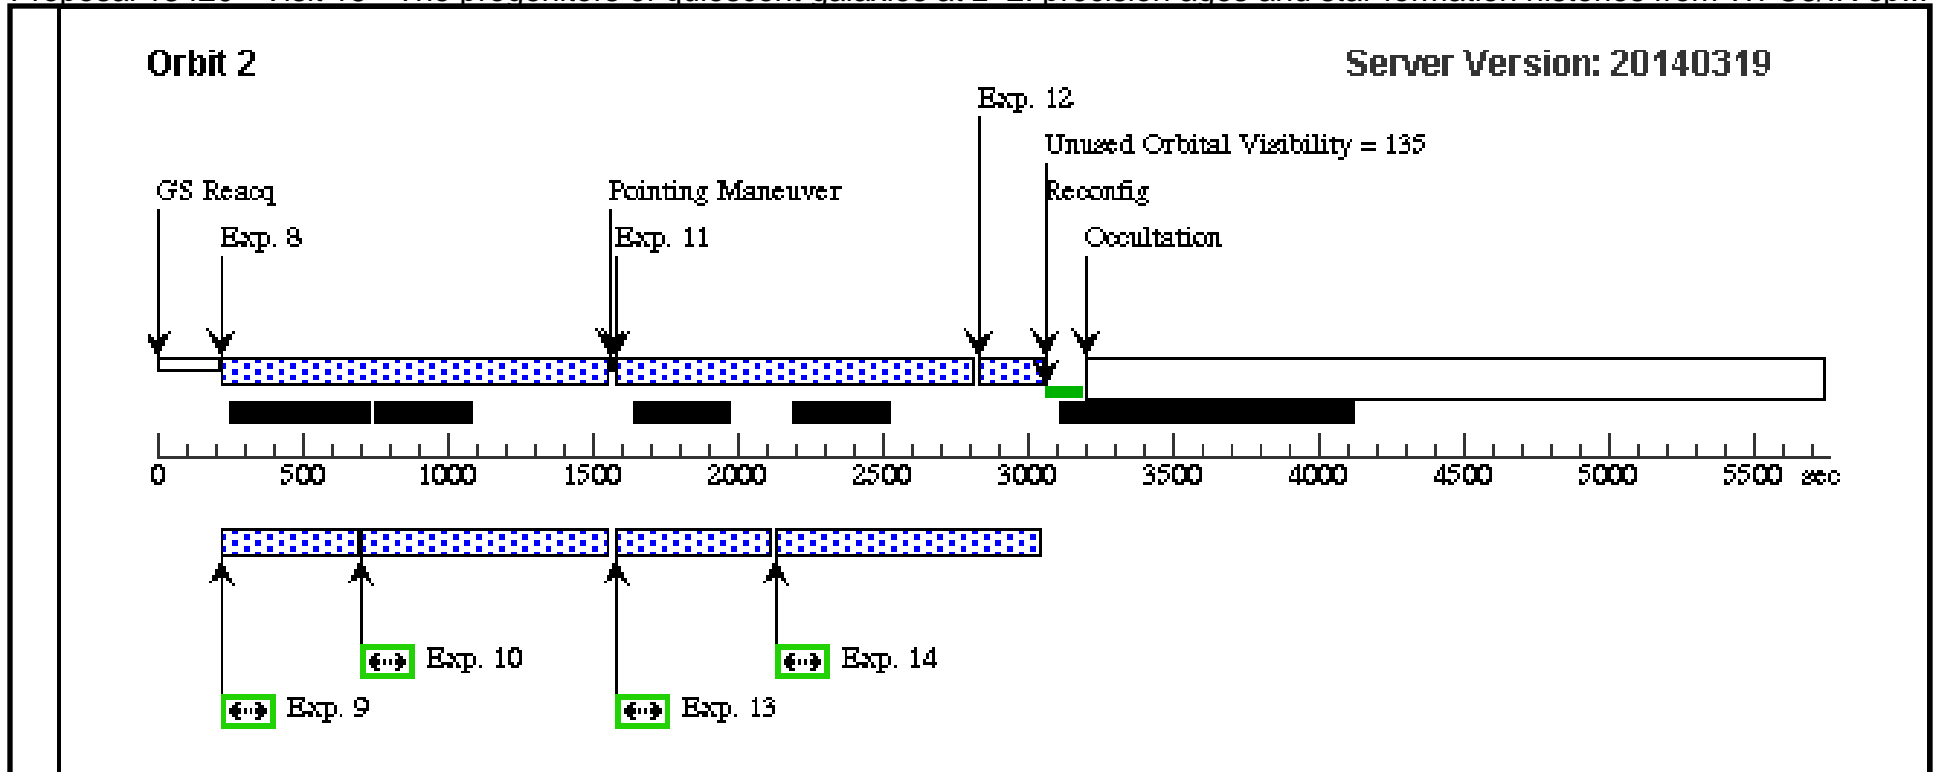 Orbit 2
Server Version: 20140319
Exp. 12
Unused Orbital Visibility = 135
GS Reacq
Pointing Maneuver
Reconfig
Exp. 8
Exp. 11
Occultation
0 500 1000 1500 2000 2500 3000 3500 4000 4500 5000 5500 sec
Exp. 10
Exp. 14
Exp. 9
Exp. 13